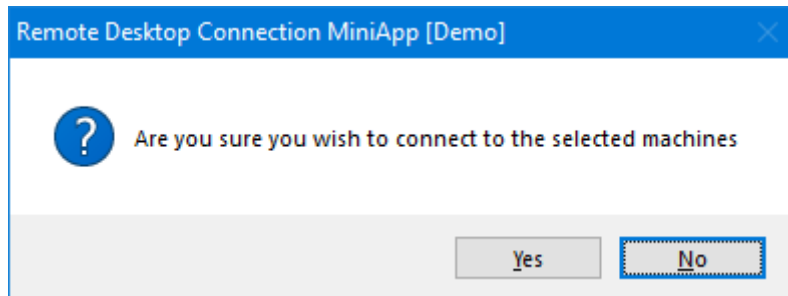 Remote Desktop Connection MiniApp [Demo]
?
Are you sure you wish to connect to the selected machines
Yes No